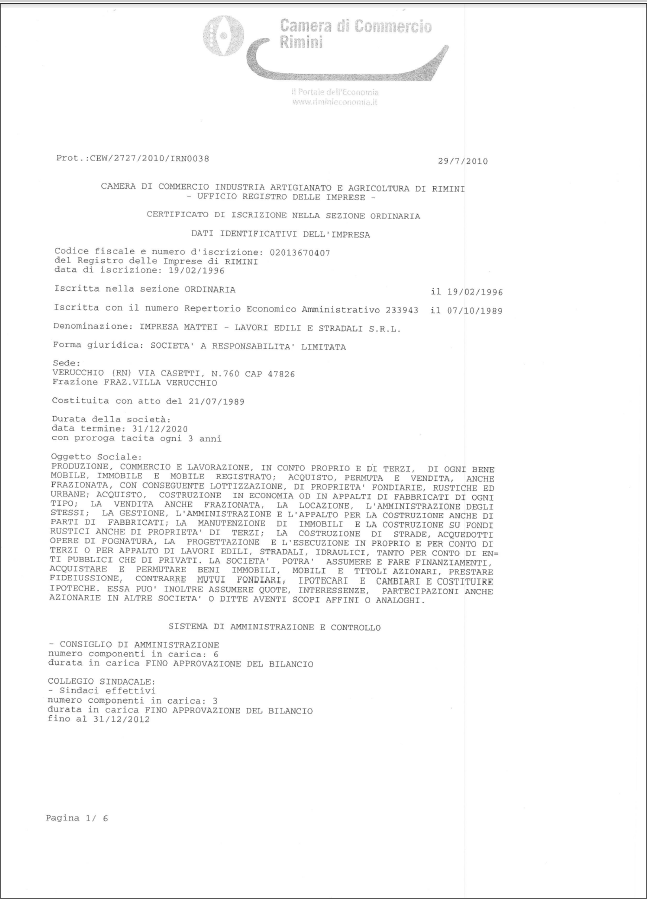 Camera di Commercio
Rimini
Il Portale dell'Economia
www.riminieconomia.it
Prot.:CEW/2727/2010/IRN0038
29/7/2010
CAMERA DI COMMERCIO INDUSTRIA ARTIGIANATO E AGRICOLTURA DI RIMINI
- UFFICIO REGISTRO DELLE IMPRESE -
CERTIFICATO DI ISCRIZIONE NELLA SEZIONE ORDINARIA
DATI IDENTIFICATIVI DELL'IMPRESA
Codice fiscale e numero d'iscrizione: 02013670407
del Registro delle Imprese di RIMINI
data di iscrizione: 19/02/1996
Iscritta nella sezione ORDINARIA il 19/02/1996
Iscritta con il numero Repertorio Economico Amministrativo 233943 il 07/10/1989
Denominazione: IMPRESA MATTEI - LAVORI EDILI E STRADALI S.R.L.
Forma giuridica: SOCIETA' A RESPONSABILITA' LIMITATA
Sede:
VERUCCHIO (RN) VIA CASETTI, N.760 CAP 47826
Frazione FRAZ.VILLA VERUCCHIO
Costituita con atto del 21/07/1989
Durata della società:
data termine: 31/12/2020
con proroga tacita ogni 3 anni
Oggetto Sociale:
PRODUZIONE, COMMERCIO E LAVORAZIONE, IN CONTO PROPRIO E DI TERZI, DI OGNI BENE
MOBILE, IMMOBILE E MOBILE REGISTRATO; ACQUISTO, PERMUTA E VENDITA, ANCHE
FRAZIONATA, CON CONSEGUENTE LOTTIZZAZIONE, DI PROPRIETA' FONDIARIE, RUSTICHE ED
URBANE; ACQUISTO, COSTRUZIONE IN ECONOMIA OD IN APPALTI DI FABBRICATI DI OGNI
TIPO; LA VENDITA ANCHE FRAZIONATA, LA LOCAZIONE, L'AMMINISTRAZIONE DEGLI
STESSI; LA GESTIONE, L'AMMINISTRAZIONE E L'APPALTO PER LA COSTRUZIONE ANCHE DI
PARTI DI FABBRICATI; LA MANUTENZIONE DI IMMOBILI E LA COSTRUZIONE SU FONDI
RUSTICI ANCHE DI PROPRIETA' DI TERZI; LA COSTRUZIONE DI STRADE, ACQUEDOTTI
OPERE DI FOGNATURA, LA PROGETTAZIONE E L'ESECUZIONE IN PROPRIO E PER CONTO DI
TERZI O PER APPALTO DI LAVORI EDILI, STRADALI, IDRAULICI, TANTO PER CONTO DI EN=
TI PUBBLICI CHE DI PRIVATI. LA SOCIETA' POTRA' ASSUMERE E FARE FINANZIAMENTI,
ACQUISTARE E PERMUTARE BENI IMMOBILI, MOBILI E TITOLI AZIONARI, PRESTARE
FIDEIUSSIONE, CONTRARRE MUTUI FONDIARI, IPOTECARI E CAMBIARI E COSTITUIRE
IPOTECHE. ESSA PUO' INOLTRE ASSUMERE QUOTE, INTERESSENZE, PARTECIPAZIONI ANCHE
AZIONARIE IN ALTRE SOCIETA' O DITTE AVENTI SCOPI AFFINI O ANALOGHI.
SISTEMA DI AMMINISTRAZIONE E CONTROLLO
- CONSIGLIO DI AMMINISTRAZIONE
numero componenti in carica: 6
durata in carica FINO APPROVAZIONE DEL BILANCIO
COLLEGIO SINDACALE:
- Sindaci effettivi
numero componenti in carica: 3
durata in carica FINO APPROVAZIONE DEL BILANCIO
fino al 31/12/2012
Pagina 1/ 6